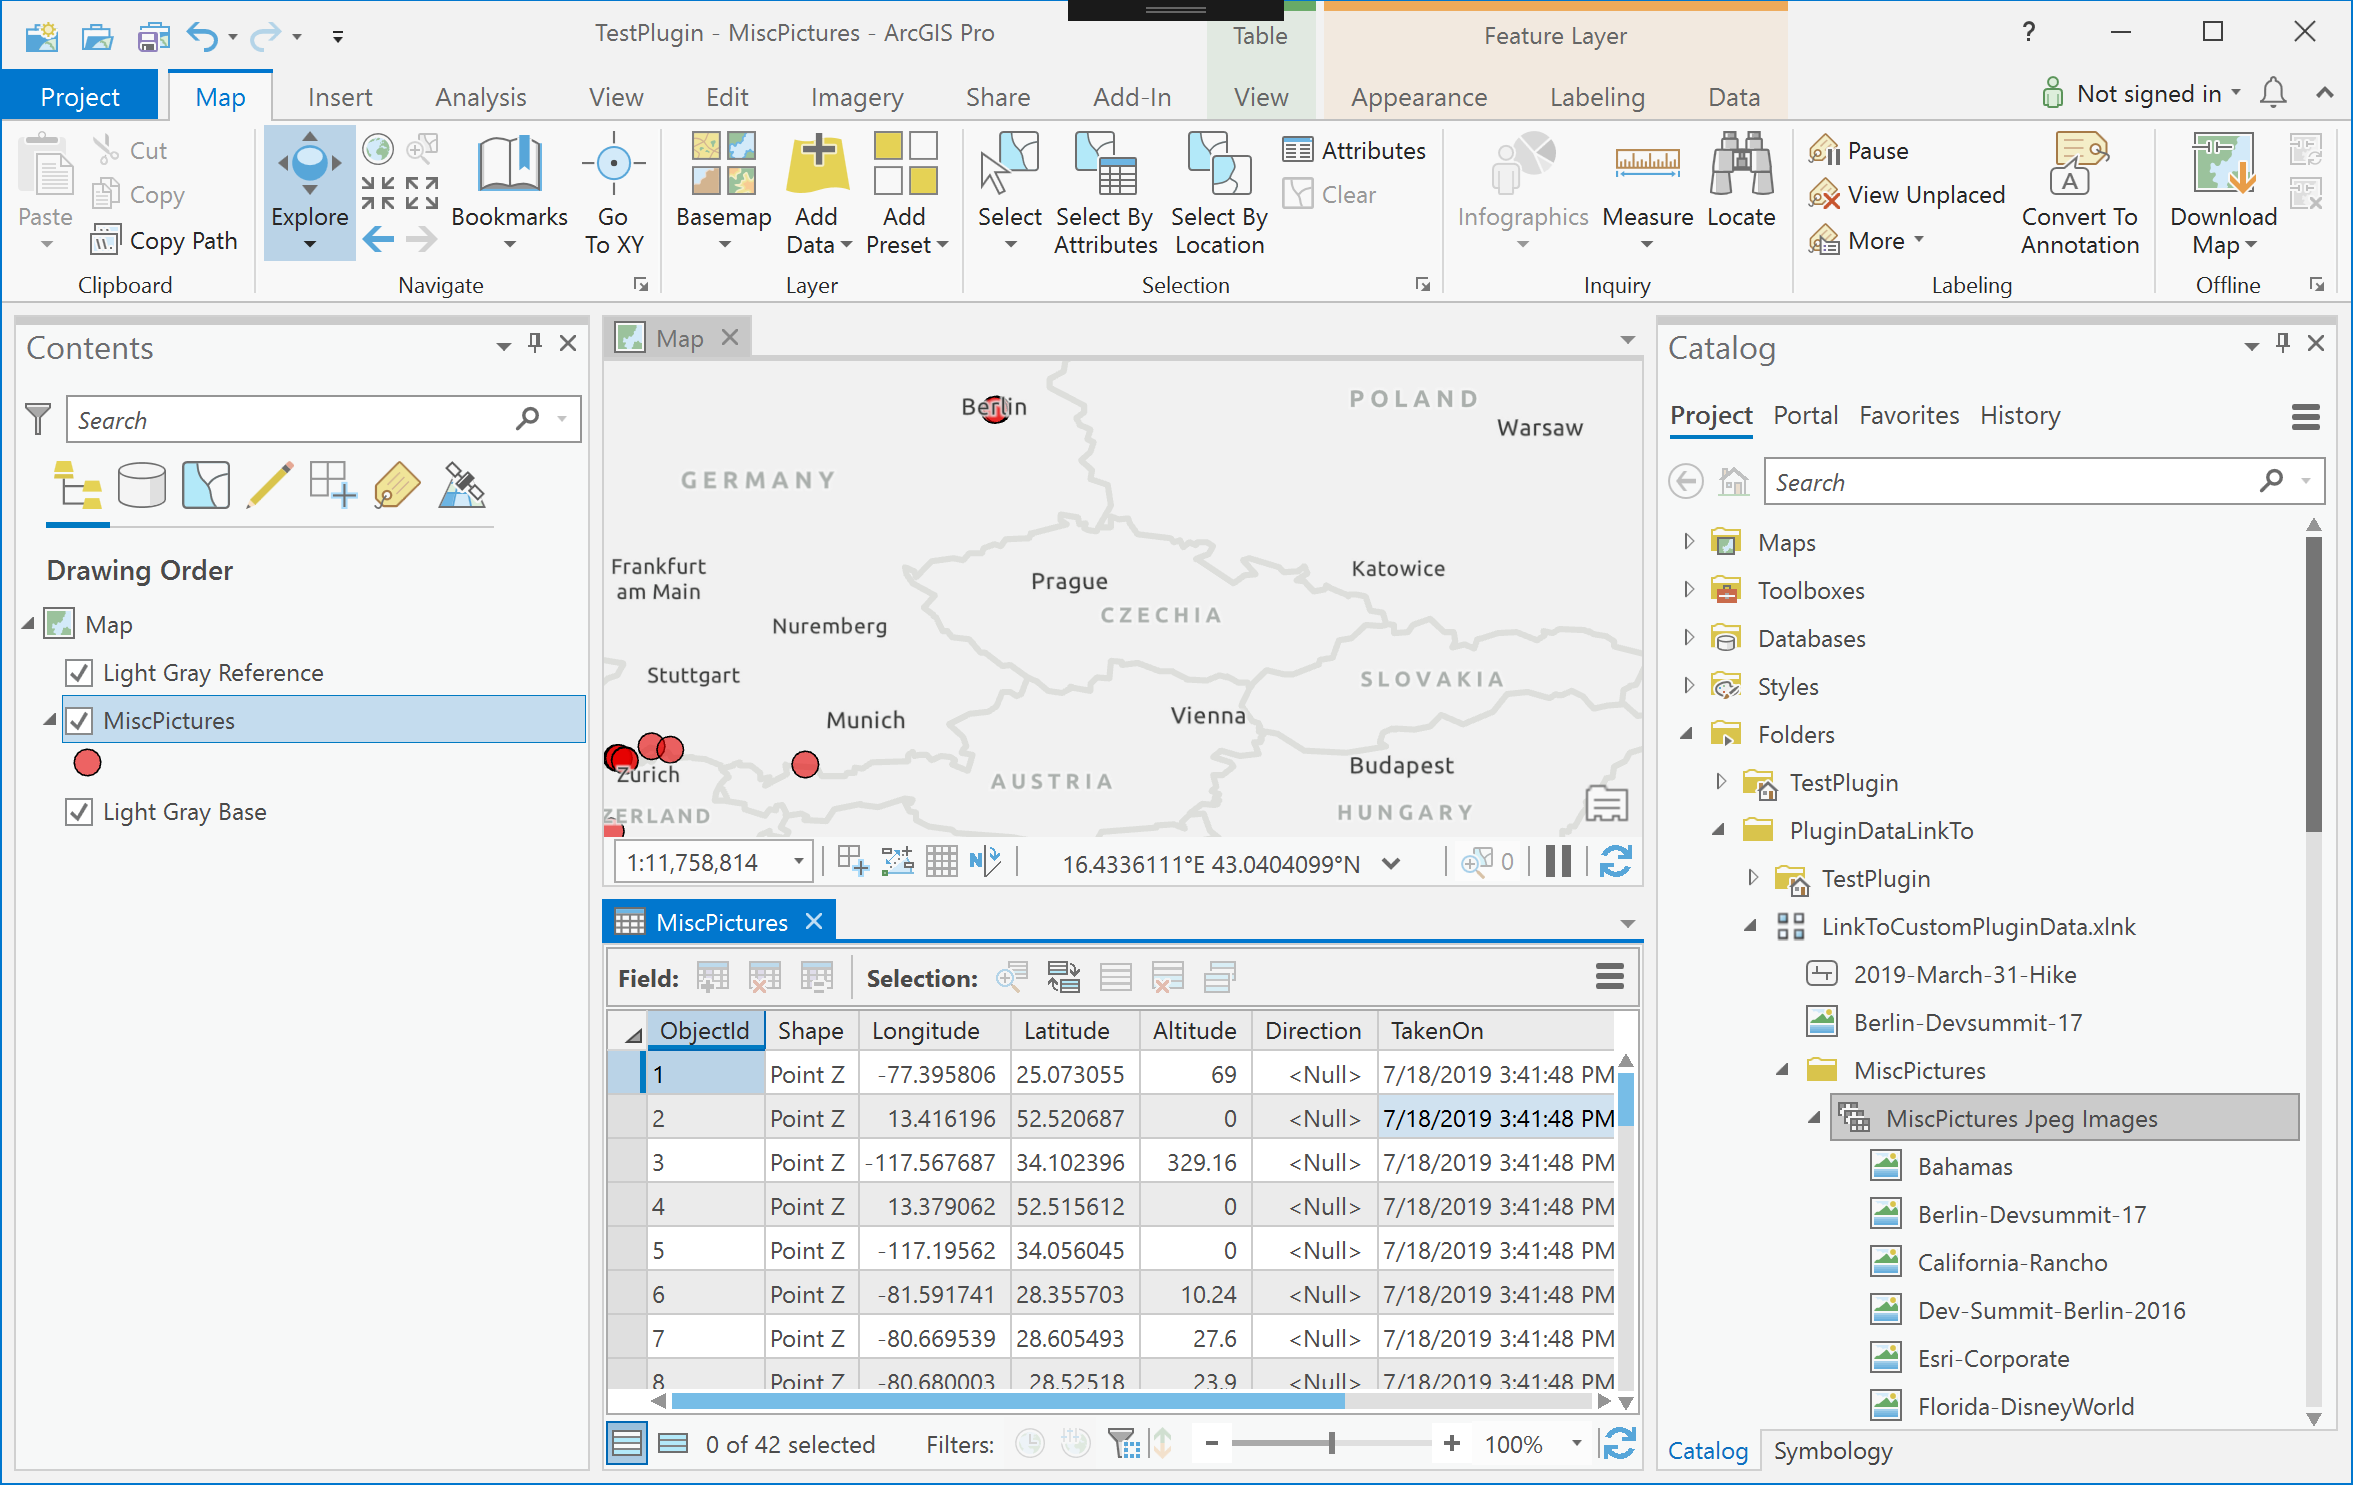 TestPlugin - MiscPictures - ArcGIS Pro
Table
Feature Layer
?
Project
Map
Insert
Analysis
View
Edit
Imagery
Share
Add-In
View
Appearance
Labeling
Data
Not signed in
Paste
Cut
Copy
Copy Path
Clipboard
Explore
Bookmarks
Go
To XY
Navigate
Basemap
Add
Data
Add
Preset
Layer
Select
Select By
Attributes
Select By
Location
Attributes
Clear
Selection
Infographics
Measure
Locate
Inquiry
Pause
View Unplaced
More
A
Convert To
Annotation
Labeling
Download
Map
Offline
Contents
Search
Drawing Order
Map
Light Gray Reference
MiscPictures
Light Gray Base
Map
Berlin
POLAND
Warsaw
GERMANY
Frankfurt
am Main
Prague
Katowice
CZECHIA
Nuremberg
Stuttgart
SLOVAKIA
Munich
Vienna
Zurich
Budapest
AUSTRIA
ZERLAND
HUNGARY
1:11,758,814
N
16.4336111°E 43.0404099°N
0
MiscPictures
Field:
Selection:
ObjectId Shape Longitude Latitude Altitude Direction TakenOn
1 Point Z -77.395806 25.073055 69 <Null> 7/18/2019 3:41:48 PM
2 Point Z 13.416196 52.520687 0 <Null> 7/18/2019 3:41:48 PM
3 Point Z -117.567687 34.102396 329.16 <Null> 7/18/2019 3:41:48 PM
4 Point Z 13.379062 52.515612 0 <Null> 7/18/2019 3:41:48 PM
5 Point Z -117.19562 34.056045 0 <Null> 7/18/2019 3:41:48 PM
6 Point Z -81.591741 28.355703 10.24 <Null> 7/18/2019 3:41:48 PM
7 Point Z -80.669539 28.605493 27.6 <Null> 7/18/2019 3:41:48 PM
8 Point Z -80.680003 28.52518 23.9 <Null> 7/18/2019 3:41:48 PM
0 of 42 selected
Filters:
100%
Catalog
Project
Portal
Favorites
History
Search
Maps
Toolboxes
Databases
Styles
Folders
TestPlugin
PluginDataLinkTo
TestPlugin
LinkToCustomPluginData.xlnk
2019-March-31-Hike
Berlin-Devsummit-17
MiscPictures
MiscPictures Jpeg Images
Bahamas
Berlin-Devsummit-17
California-Rancho
Dev-Summit-Berlin-2016
Esri-Corporate
Florida-DisneyWorld
Catalog
Symbology